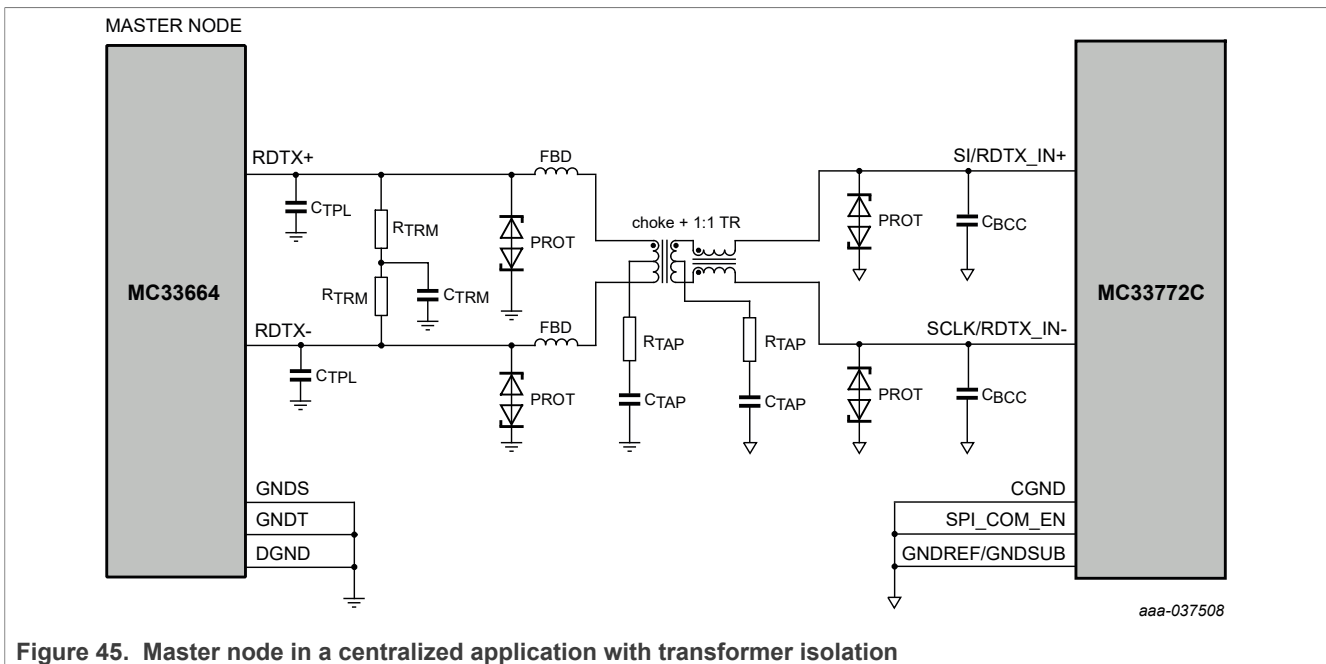 MASTER NODE
MC33664
RDTX+
CTPL
RTRM
RTRM
CTRM
PROT
FBD
RDTX-
CTPL
PROT
FBD
choke + 1:1 TR
RTAP
CTAP
RTAP
CTAP
SI/RDTX_IN+
PROT
CBCC
SCLK/RDTX_IN-
PROT
CBCC
MC33772C
GNDS
GNDT
DGND
CGND
SPI_COM_EN
GNDREF/GNDSUB
aaa-037508
Figure 45. Master node in a centralized application with transformer isolation